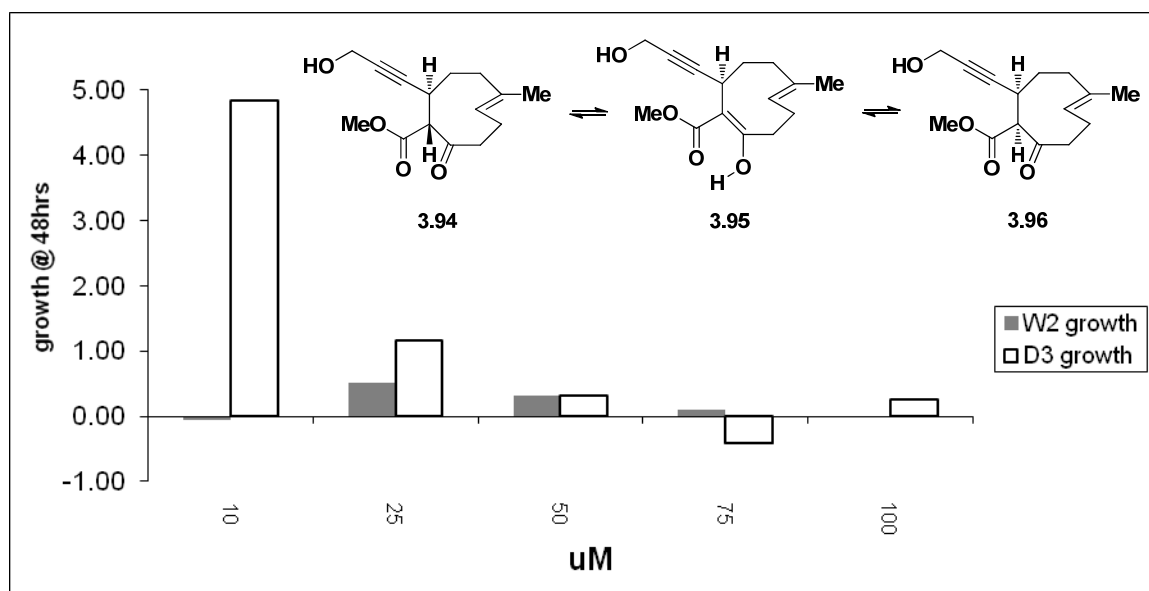 growth @ 48hrs
5.00
4.00
3.00
2.00
1.00
0.00
-1.00
10
25
50
75
100
uM
HO
H
Me
MeO
H
O
O
3.94
HO
H
Me
MeO
O
O
H
3.95
HO
H
Me
MeO
H
O
O
3.96
W2 growth
D3 growth